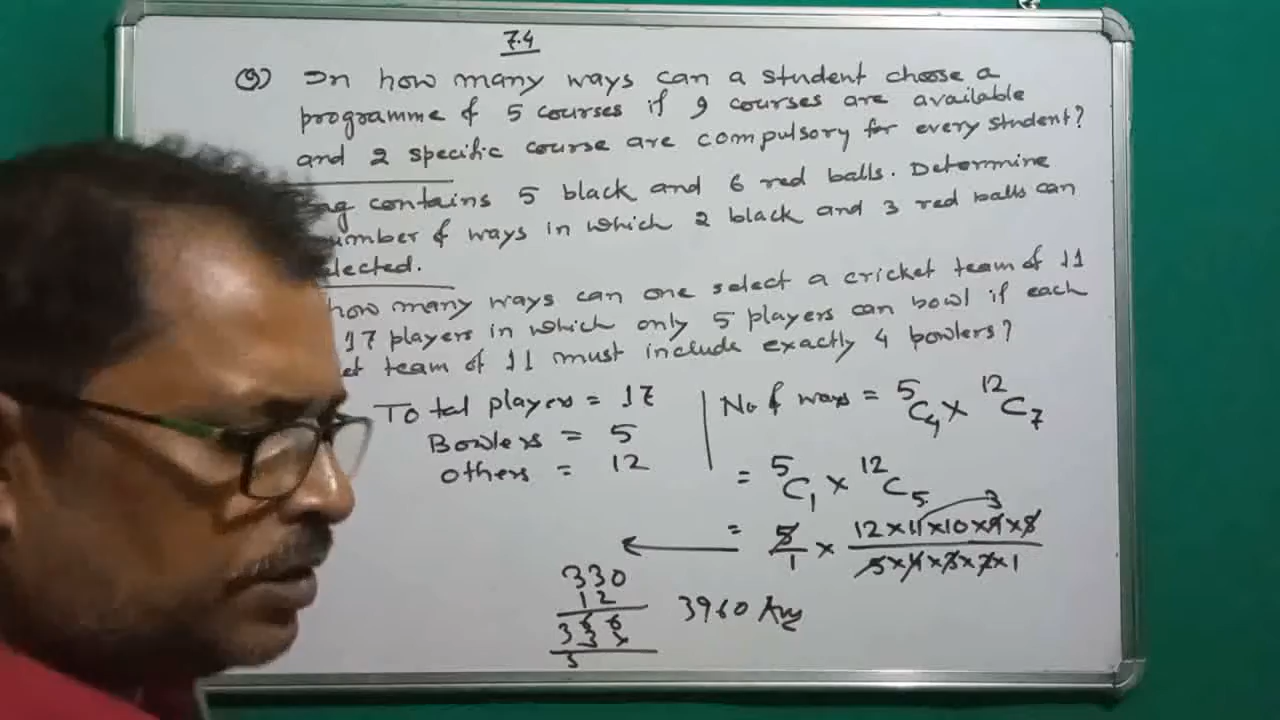 7.4
Q) In how many ways can a student choose a
programme of 5 courses if 9 courses are available
and 2 specific course are compulsory for every student?
contains 5 black and 6 red balls. Determine
number of ways in which 2 black and 3 red balls can
elected.
how many ways can one select a cricket team of 11
17 players in which only 5 players can bowl if each
et team of 11 must include exactly 4 bowlers?
Total players = 17
Bowlers = 5
others = 12
No of ways = ⁵C₄ × ¹²C₇
= ⁵C₁ × ¹²C₅
3
= 5/1 × 12×11×10×9×8 / 5×4×3×2×1
330
12
3960 Ans